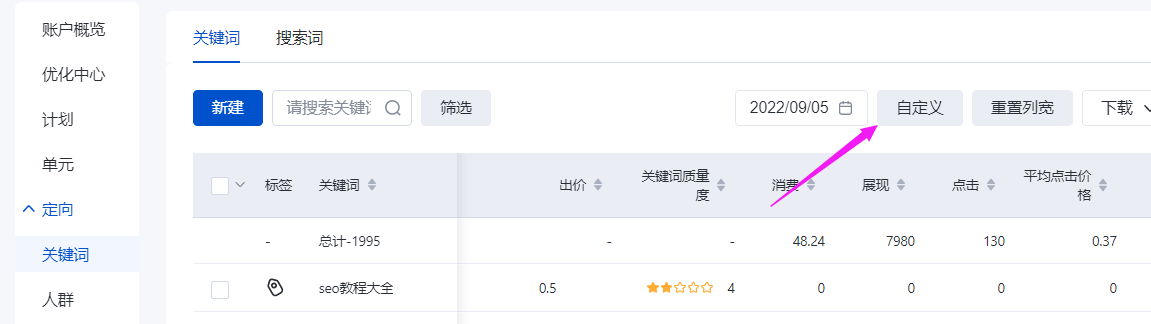 账户概览
优化中心
计划
单元
定向
关键词
人群
关键词 搜索词
新建 请搜索关键词 筛选 2022/09/05 自定义 重置列宽 下载
标签 关键词 出价 关键词质量
度 消费 展现 点击 平均点击价
格
- 总计-1995 - - 48.24 7980 130 0.37
seo教程大全 0.5 4 0 0 0 0